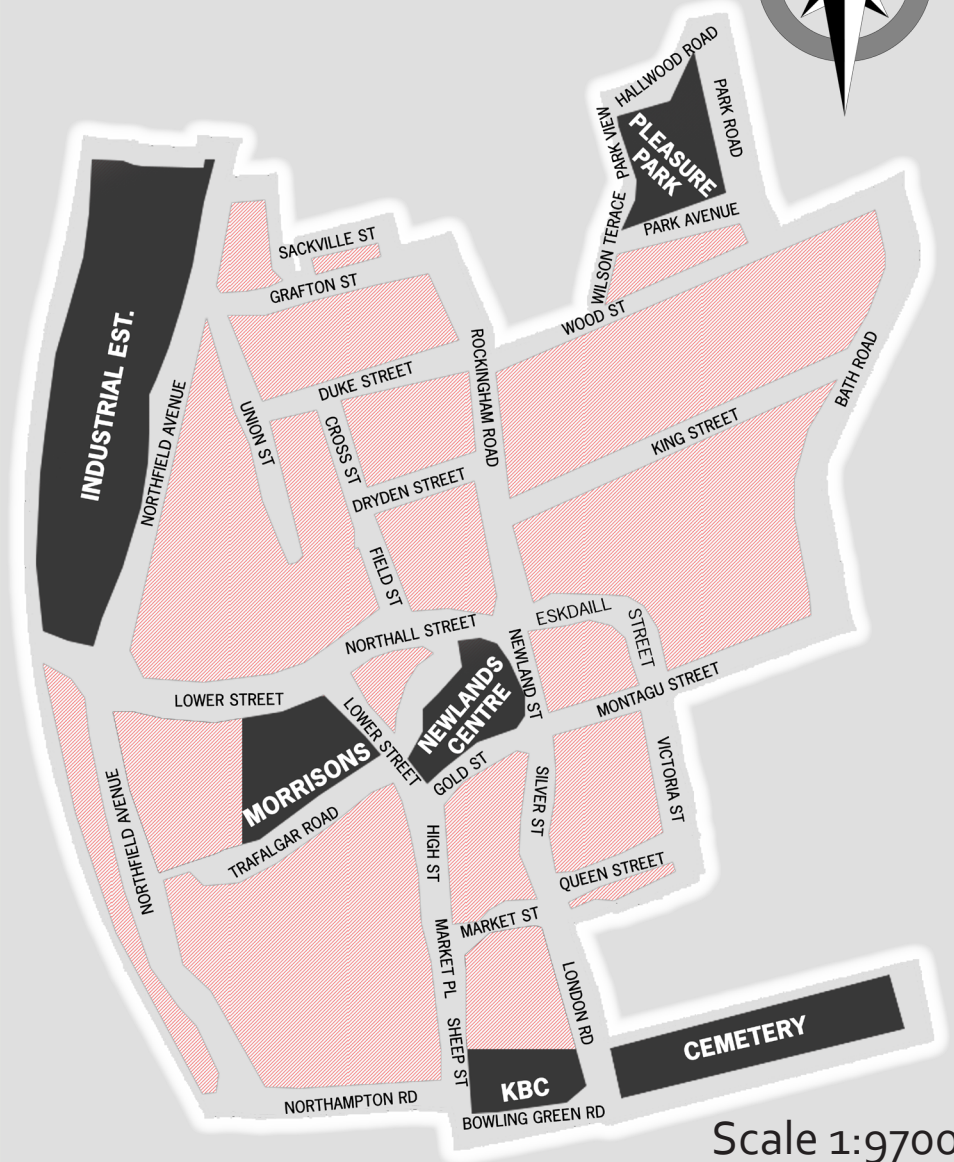 HALLWOOD ROAD
PARK ROAD
PARK VIEW
PLEASURE
PARK
PARK AVENUE
WILSON TERACE
WOOD ST
SACKVILLE ST
GRAFTON ST
INDUSTRIAL EST.
NORTHFIELD AVENUE
UNION ST
DUKE STREET
CROSS ST
ROCKINGHAM ROAD
KING STREET
BATH ROAD
DRYDEN STREET
FIELD ST
NORTHALL STREET
ESKDAILL
STREET
NEWLAND ST
MONTAGU STREET
LOWER STREET
LOWER STREET
NEWLANDS
CENTRE
MORRISONS
GOLD ST
SILVER ST
VICTORIA ST
TRAFALGAR ROAD
NORTHFIELD AVENUE
HIGH ST
QUEEN STREET
MARKET ST
MARKET PL
LONDON RD
SHEEP ST
CEMETERY
KBC
NORTHAMPTON RD
BOWLING GREEN RD
Scale 1:9700